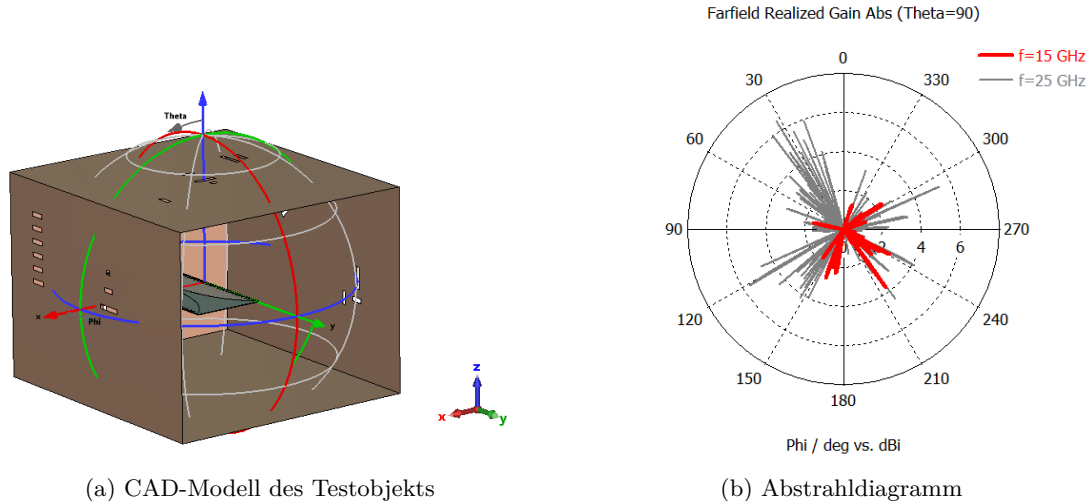 Farfield Realized Gain Abs (Theta=90)
f=15 GHz
f=25 GHz
0
30
330
60
300
90
270
0 2 4 6
120
240
150
210
180
Phi / deg vs. dBi
Theta
x
Phi
y
z
x
y
(a) CAD-Modell des Testobjekts
(b) Abstrahldiagramm